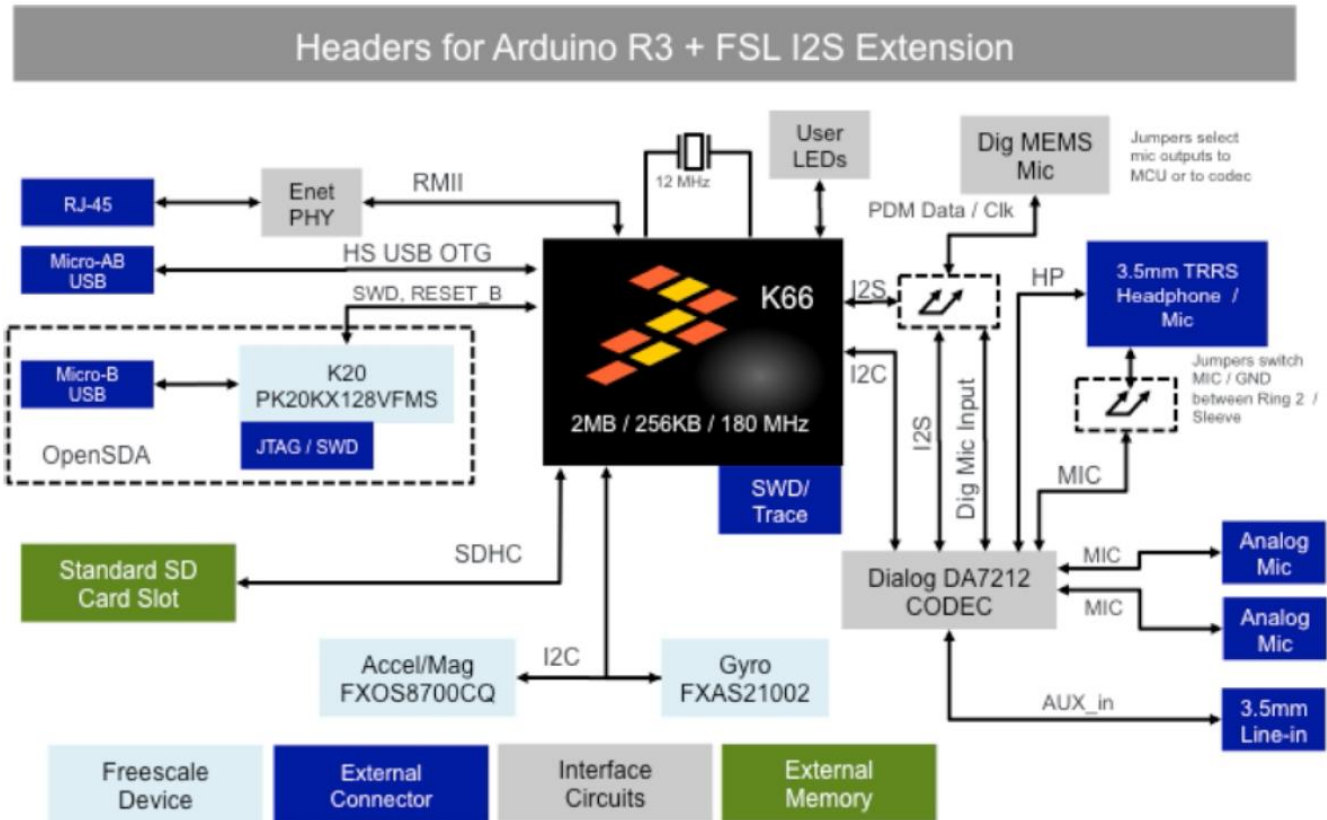 Headers for Arduino R3 + FSL I2S Extension
User
LEDs
Dig MEMS
Mic
Jumpers select
mic outputs to
MCU or to codec
12 MHz
RJ-45
Enet
PHY
RMII
PDM Data / Clk
Micro-AB
USB
HS USB OTG
SWD, RESET_B
K66
2MB / 256KB / 180 MHz
I2S
HP
3.5mm TRRS
Headphone /
Mic
Micro-B
USB
K20
PK20KX128VFMS
JTAG / SWD
OpenSDA
I2C
I2S
Dig Mic Input
Jumpers switch
MIC / GND
between Ring 2 /
Sleeve
MIC
SWD/
Trace
Standard SD
Card Slot
SDHC
Dialog DA7212
CODEC
MIC
Analog
Mic
MIC
Analog
Mic
Accel/Mag
FXOS8700CQ
I2C
Gyro
FXAS21002
AUX_in
3.5mm
Line-in
Freescale
Device
External
Connector
Interface
Circuits
External
Memory